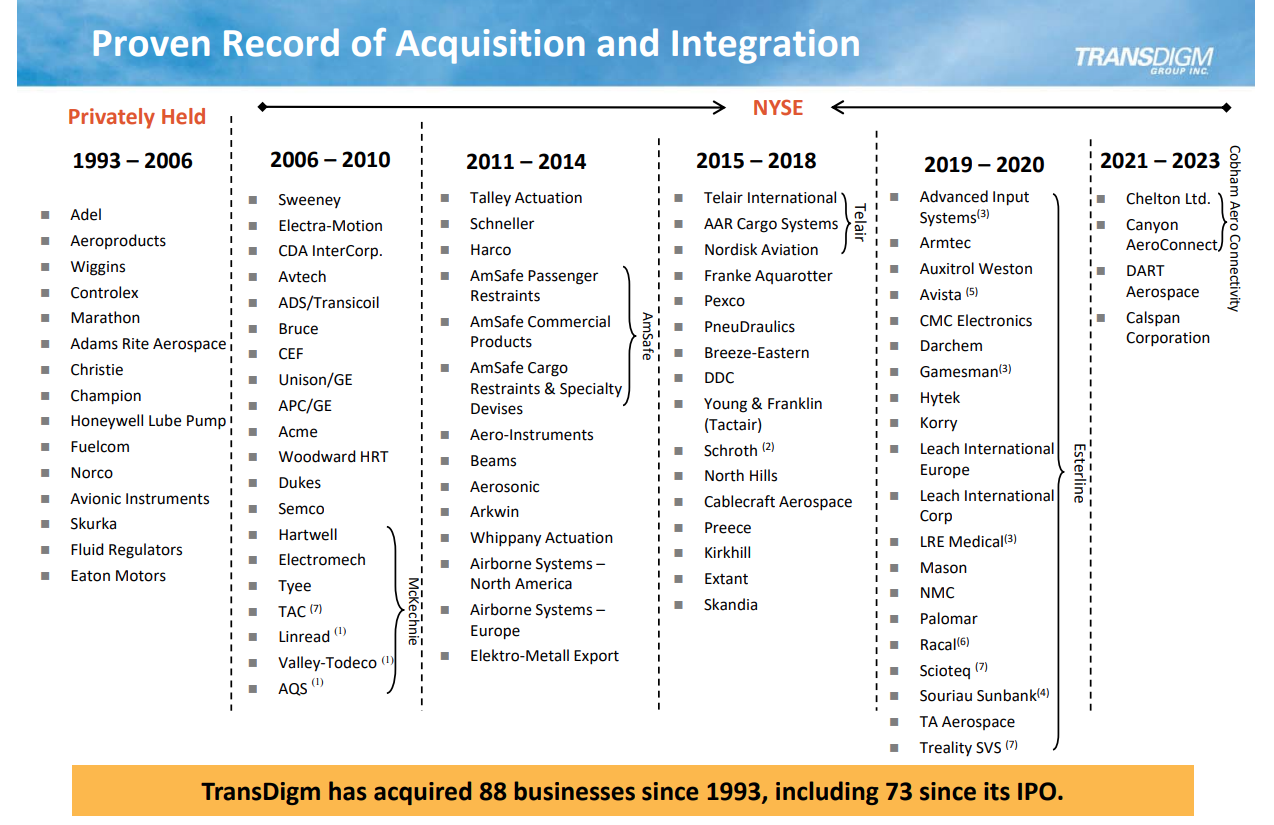 Proven Record of Acquisition and Integration
TRANSDIGM
GROUP INC.
Privately Held
NYSE
1993 – 2006
Adel
Aeroproducts
Wiggins
Controlex
Marathon
Adams Rite Aerospace
Christie
Champion
Honeywell Lube Pump
Fuelcom
Norco
Avionic Instruments
Skurka
Fluid Regulators
Eaton Motors
2006 – 2010
Sweeney
Electra-Motion
CDA InterCorp.
Avtech
ADS/Transicoil
Bruce
CEF
Unison/GE
APC/GE
Acme
Woodward HRT
Dukes
Semco
Hartwell
Electromech
Tyee
TAC (7)
Linread (1)
Valley-Todeco (1)
AQS (1)
McKechnie
2011 – 2014
Talley Actuation
Schneller
Harco
AmSafe Passenger
Restraints
AmSafe Commercial
Products
AmSafe Cargo
Restraints & Specialty
Devises
AmSafe
Aero-Instruments
Beams
Aerosonic
Arkwin
Whippany Actuation
Airborne Systems –
North America
Airborne Systems –
Europe
Elektro-Metall Export
2015 – 2018
Telair International
AAR Cargo Systems
Nordisk Aviation
Telair
Franke Aquarotter
Pexco
PneuDraulics
Breeze-Eastern
DDC
Young & Franklin
(Tactair)
Schroth (2)
North Hills
Cablecraft Aerospace
Preece
Kirkhill
Extant
Skandia
2019 – 2020
Advanced Input
Systems(3)
Armtec
Auxitrol Weston
Avista (5)
CMC Electronics
Darchem
Gamesman(3)
Hytek
Korry
Leach International
Europe
Leach International
Corp
LRE Medical(3)
Mason
NMC
Palomar
Racal(6)
Scioteq (7)
Souriau Sunbank(4)
TA Aerospace
Treality SVS (7)
Esterline
2021 – 2023
Chelton Ltd.
Canyon
AeroConnect
DART
Aerospace
Calspan
Corporation
Cobham Aero Connectivity
TransDigm has acquired 88 businesses since 1993, including 73 since its IPO.